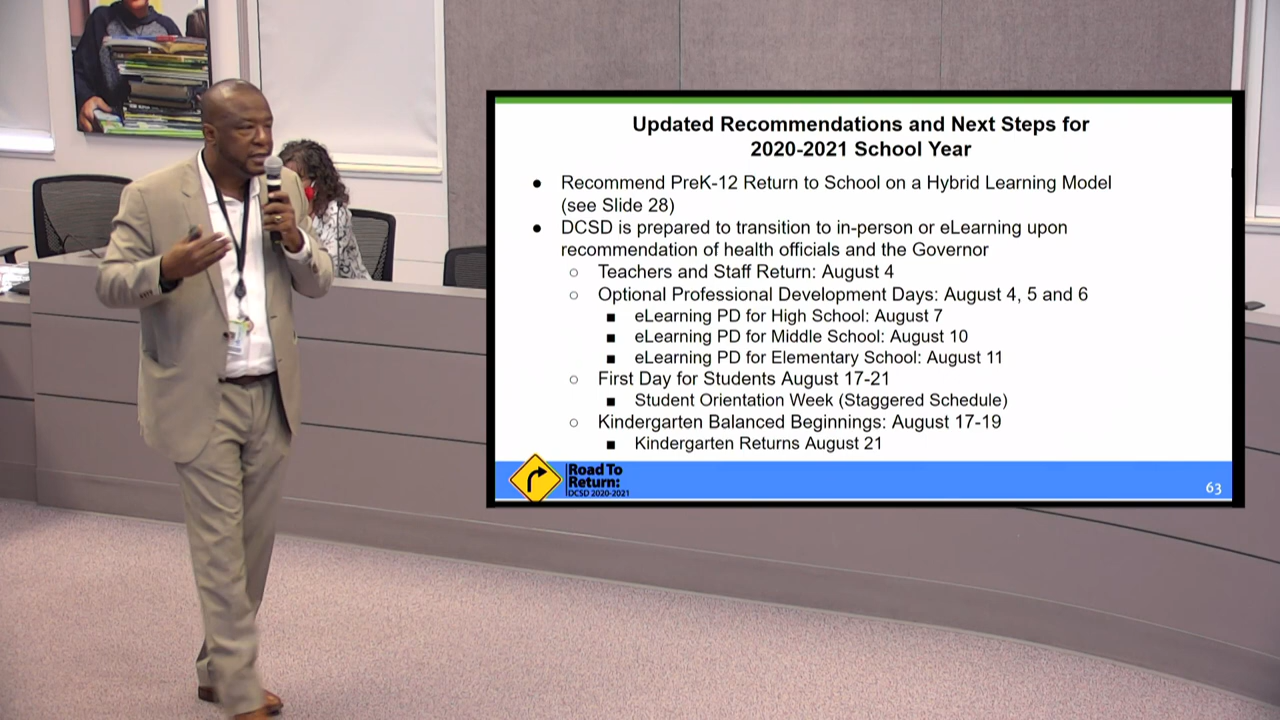 Updated Recommendations and Next Steps for
2020-2021 School Year
● Recommend PreK-12 Return to School on a Hybrid Learning Model
(see Slide 28)
● DCSD is prepared to transition to in-person or eLearning upon
recommendation of health officials and the Governor
○ Teachers and Staff Return: August 4
○ Optional Professional Development Days: August 4, 5 and 6
■ eLearning PD for High School: August 7
■ eLearning PD for Middle School: August 10
■ eLearning PD for Elementary School: August 11
○ First Day for Students August 17-21
■ Student Orientation Week (Staggered Schedule)
○ Kindergarten Balanced Beginnings: August 17-19
■ Kindergarten Returns August 21
Road To
Return:
DCSD 2020-2021
63